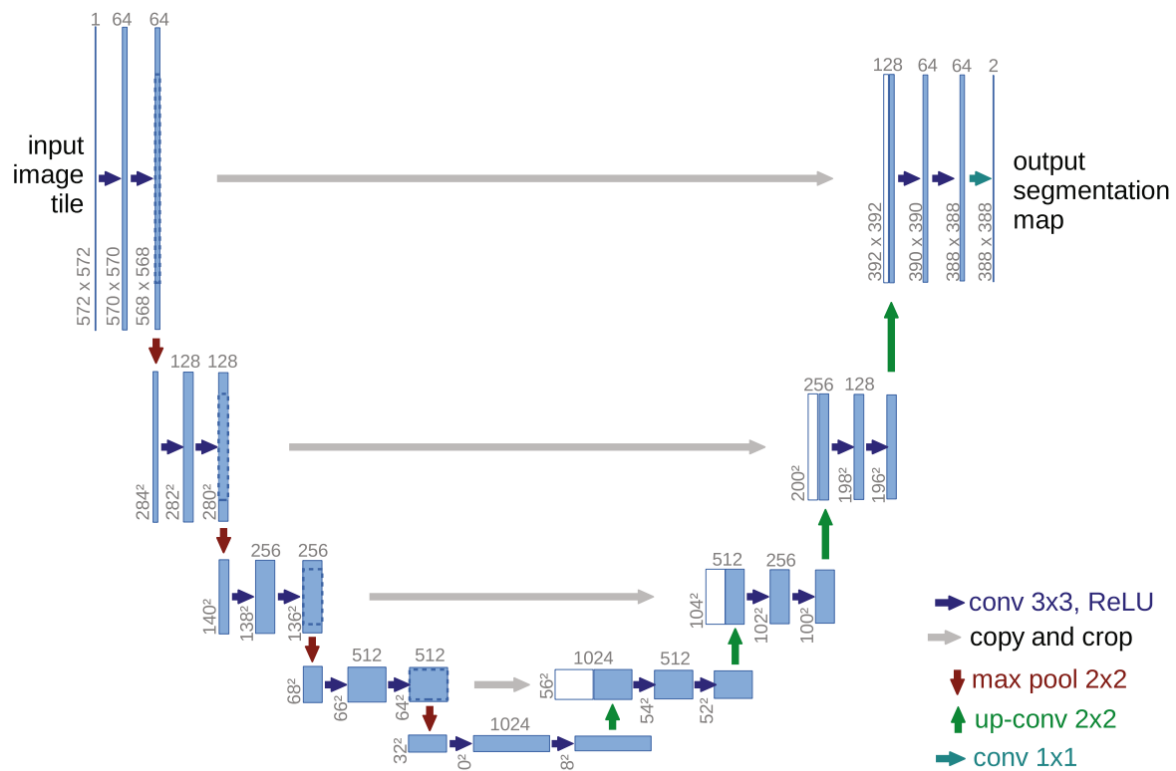 1 64 64
128 64 64 2
input
image
tile
output
segmentation
map
572 x 572
570 x 570
568 x 568
392 x 392
390 x 390
388 x 388
388 x 388
128 128
256 128
284²
282²
280²
200²
198²
196²
256 256
512 256
140²
138²
136²
104²
102²
100²
conv 3x3, ReLU
copy and crop
max pool 2x2
up-conv 2x2
conv 1x1
512 512
1024 512
68²
66²
64²
56²
54²
52²
1024
32²
0²
8²